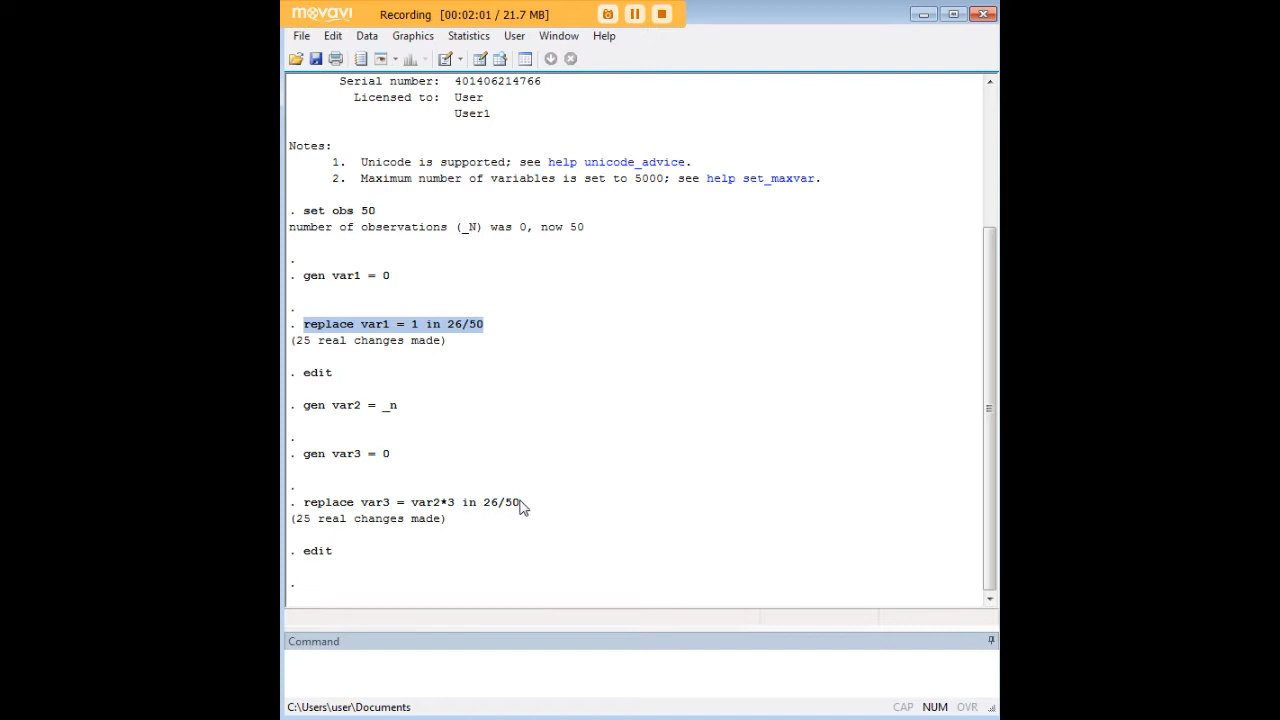 movavi Recording [00:02:01 / 21.7 MB]
File Edit Data Graphics Statistics User Window Help
Serial number: 401406214766
Licensed to: User
User1
Notes:
1. Unicode is supported; see help unicode_advice.
2. Maximum number of variables is set to 5000; see help set_maxvar.
. set obs 50
number of observations (_N) was 0, now 50
.
. gen var1 = 0
.
. replace var1 = 1 in 26/50
(25 real changes made)
. edit
. gen var2 = _n
.
. gen var3 = 0
.
. replace var3 = var2*3 in 26/50
(25 real changes made)
. edit
.
Command
C:\Users\user\Documents CAP NUM OVR